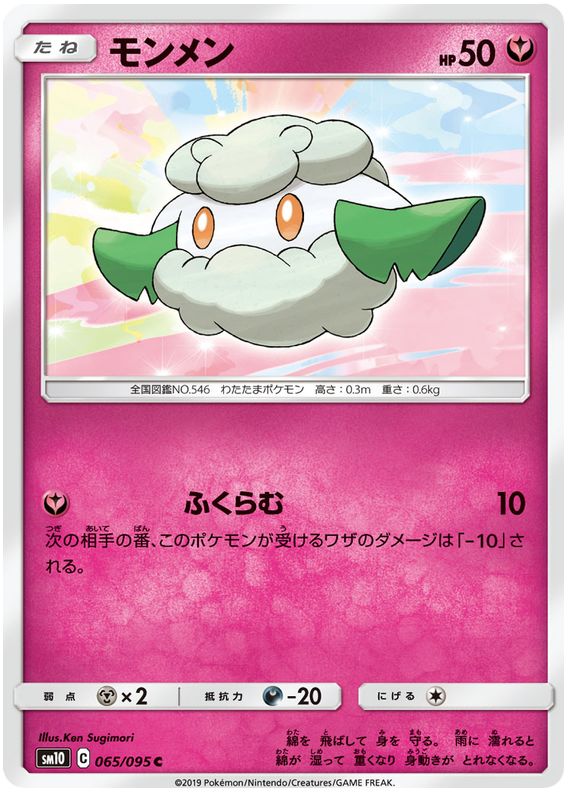 たね モンメン HP50
全国図鑑NO.546 わたたまポケモン 高さ:0.3m 重さ:0.6kg
ふくらむ 10
次の相手の番、このポケモンが受けるワザのダメージは「-10」さ
れる。
弱点 ×2 抵抗力 -20 にげる
Illus.Ken Sugimori
綿を飛ばして身を守る。雨に濡れると
綿が湿って重くなり身動きがとれなくなる。
sm10 C 065/095 C
©2019 Pokémon/Nintendo/Creatures/GAME FREAK.